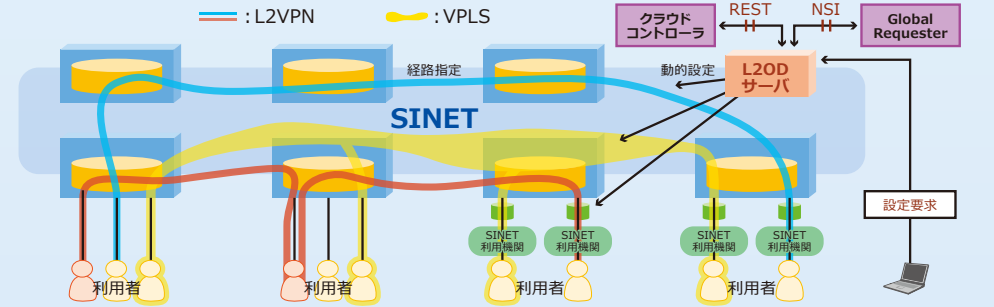 : L2VPN
: VPLS
クラウド
コントローラ
REST
NSI
Global
Requester
経路指定
動的設定
L2OD
サーバ
SINET
設定要求
SINET
利用機関
SINET
利用機関
SINET
利用機関
SINET
利用機関
利用者
利用者
利用者
利用者